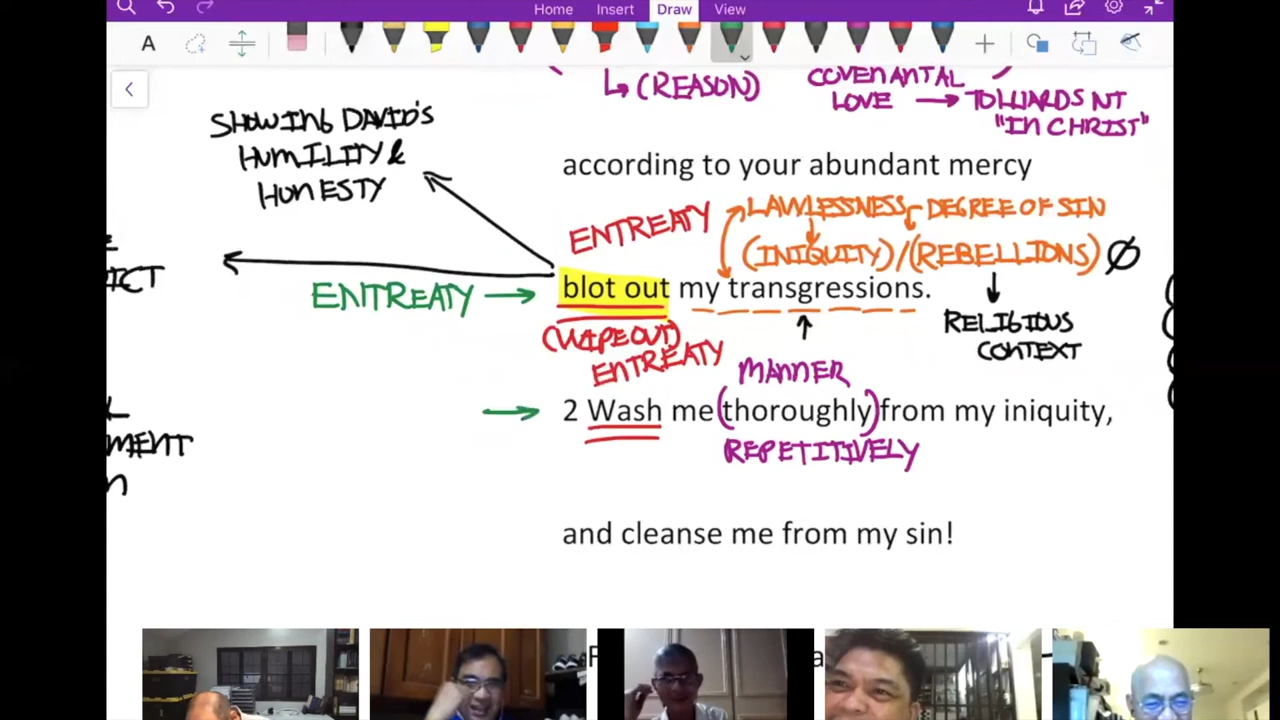 Home Insert Draw View
A
(REASON)
COVENANTAL
LOVE → TOWARDS NT
"IN CHRIST"
SHOWING DAVID'S
HUMILITY &
HONESTY
according to your abundant mercy
ENTREATY
LAWLESSNESS DEGREE OF SIN
(INIQUITY)/(REBELLIONS)
ENTREATY → blot out my transgressions.
(WIPEOUT)
ENTREATY
RELIGIOUS
CONTEXT
MANNER
2 Wash me (thoroughly) from my iniquity,
REPETITIVELY
and cleanse me from my sin!